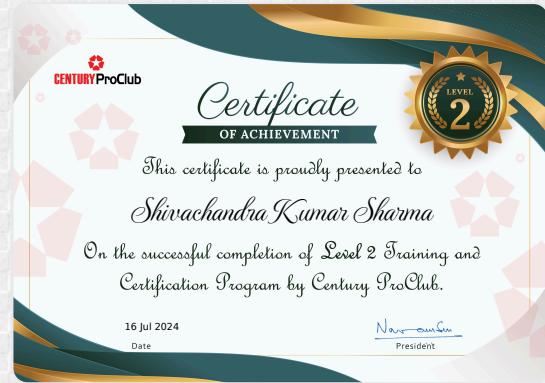 CENTURY ProClub
Certificate
OF ACHIEVEMENT
LEVEL
2
This certificate is proudly presented to
Shivachandra Kumar Sharma
On the successful completion of Level 2 Training and
Certification Program by Century ProClub.
16 Jul 2024
Date
President